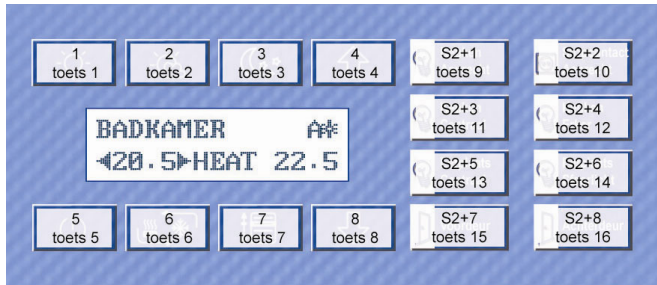 1
toets 1
2
toets 2
3
toets 3
4
toets 4
S2+1
toets 9
S2+2
toets 10
S2+3
toets 11
S2+4
toets 12
BADKAMER A
◀20.5▶HEAT 22.5
S2+5
toets 13
S2+6
toets 14
5
toets 5
6
toets 6
7
toets 7
8
toets 8
S2+7
toets 15
S2+8
toets 16